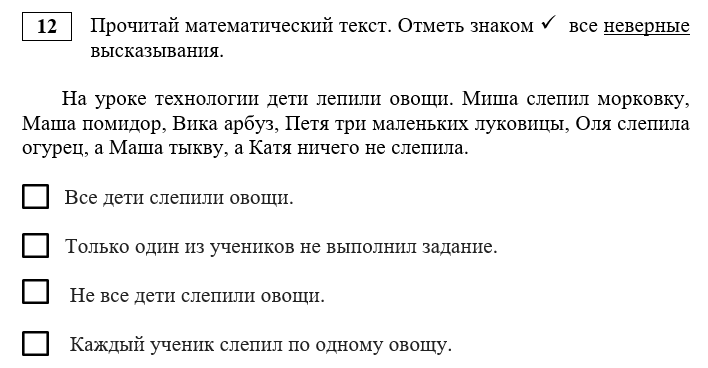 12 Прочитай математический текст. Отметь знаком ✓ все неверные
высказывания.
На уроке технологии дети лепили овощи. Миша слепил морковку,
Маша помидор, Вика арбуз, Петя три маленьких луковицы, Оля слепила
огурец, а Маша тыкву, а Катя ничего не слепила.
Все дети слепили овощи.
Только один из учеников не выполнил задание.
Не все дети слепили овощи.
Каждый ученик слепил по одному овощу.